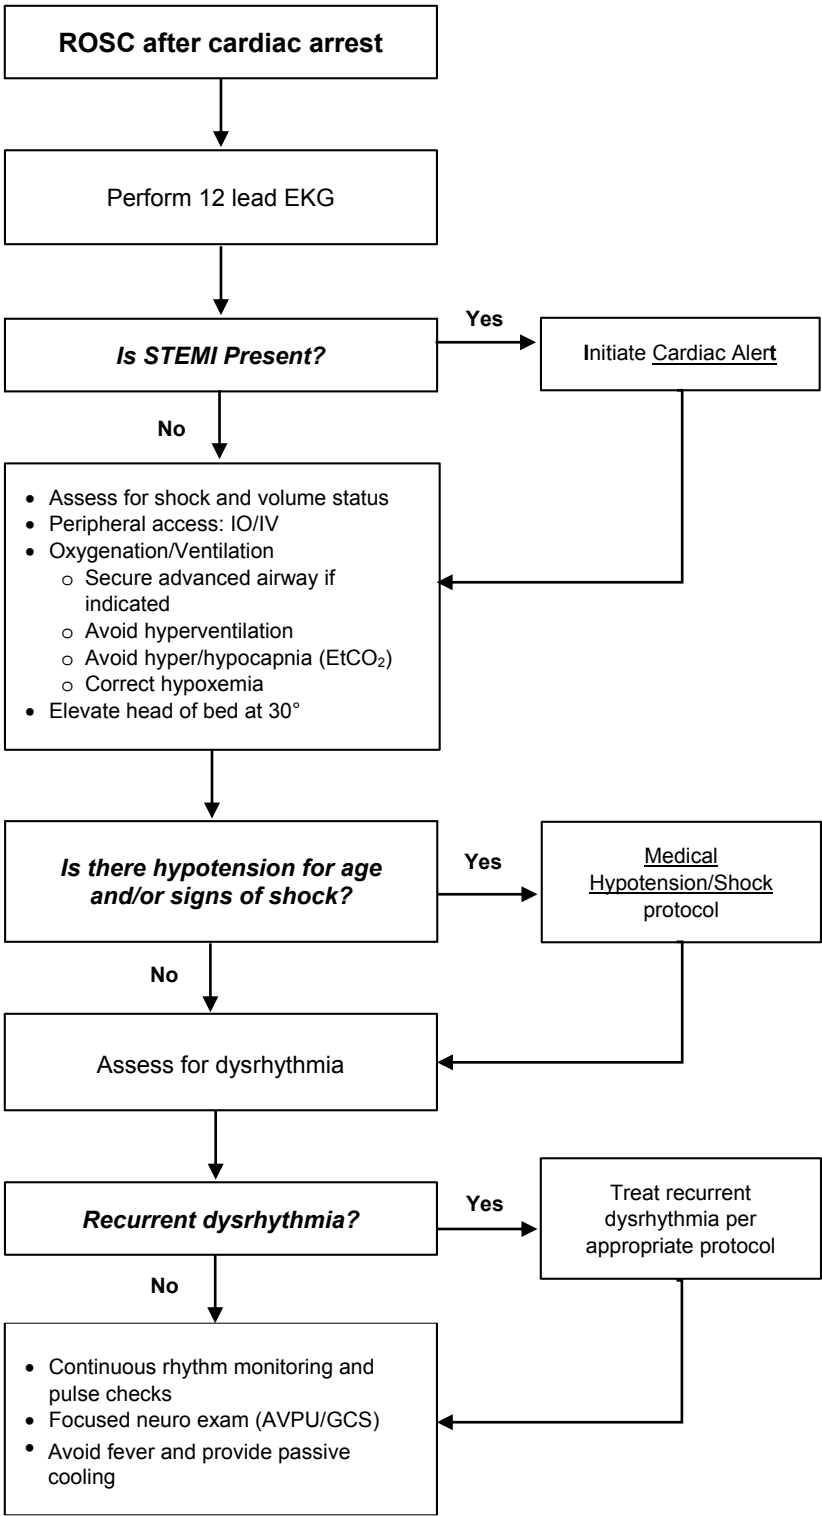 ROSC after cardiac arrest
Perform 12 lead EKG
Is STEMI Present?
Yes
Initiate Cardiac Alert
No
• Assess for shock and volume status
• Peripheral access: IO/IV
• Oxygenation/Ventilation
o Secure advanced airway if
indicated
o Avoid hyperventilation
o Avoid hyper/hypocapnia (EtCO₂)
o Correct hypoxemia
• Elevate head of bed at 30°
Is there hypotension for age
and/or signs of shock?
Yes
Medical
Hypotension/Shock
protocol
No
Assess for dysrhythmia
Recurrent dysrhythmia?
Yes
Treat recurrent
dysrhythmia per
appropriate protocol
No
• Continuous rhythm monitoring and
pulse checks
• Focused neuro exam (AVPU/GCS)
• Avoid fever and provide passive
cooling